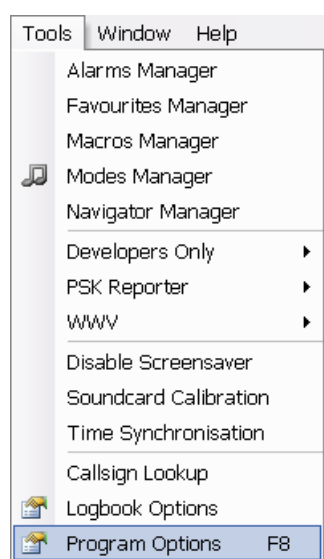 Tools Window Help
Alarms Manager
Favourites Manager
Macros Manager
Modes Manager
Navigator Manager
Developers Only
PSK Reporter
WWV
Disable Screensaver
Soundcard Calibration
Time Synchronisation
Callsign Lookup
Logbook Options
Program Options F8